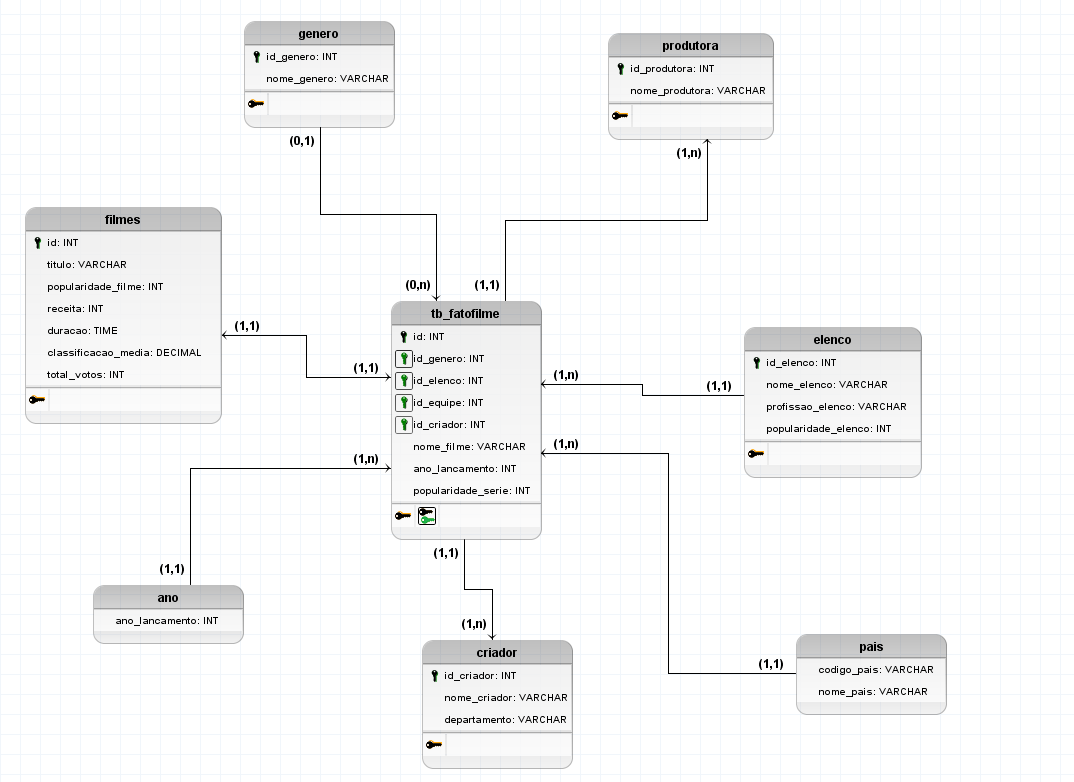 genero
id_genero: INT
nome_genero: VARCHAR
(0,1)
produtora
id_produtora: INT
nome_produtora: VARCHAR
(1,n)
filmes
id: INT
titulo: VARCHAR
popularidade_filme: INT
receita: INT
duracao: TIME
classificacao_media: DECIMAL
total_votos: INT
(1,1)
(1,1)
(0,n)
(1,1)
tb_fatofilme
id: INT
id_genero: INT
id_elenco: INT
id_equipe: INT
id_criador: INT
nome_filme: VARCHAR
ano_lancamento: INT
popularidade_serie: INT
(1,n)
(1,1)
elenco
id_elenco: INT
nome_elenco: VARCHAR
profissao_elenco: VARCHAR
popularidade_elenco: INT
(1,n)
(1,n)
(1,1)
ano
ano_lancamento: INT
(1,1)
(1,n)
criador
id_criador: INT
nome_criador: VARCHAR
departamento: VARCHAR
(1,1)
pais
codigo_pais: VARCHAR
nome_pais: VARCHAR